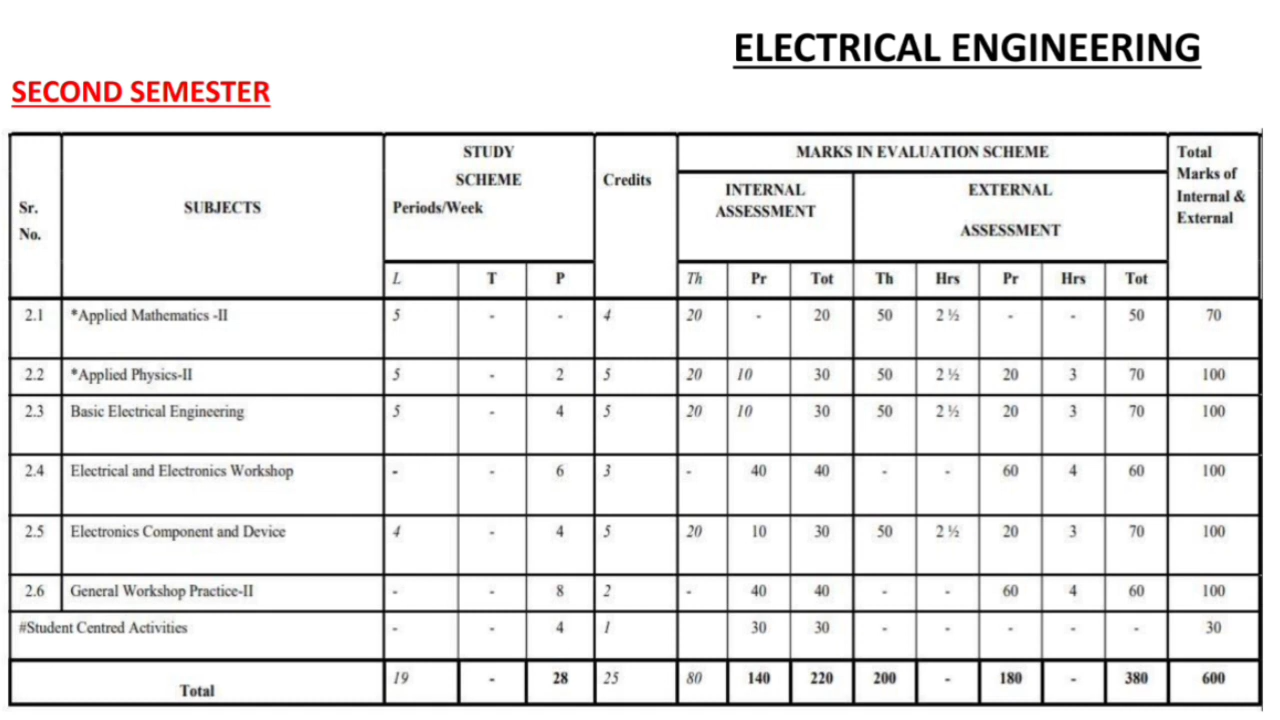 ELECTRICAL ENGINEERING
SECOND SEMESTER
Sr. No. SUBJECTS STUDY SCHEME Periods/Week Credits MARKS IN EVALUATION SCHEME Total Marks of Internal & External
INTERNAL ASSESSMENT EXTERNAL ASSESSMENT
L T P Th Pr Tot Th Hrs Pr Hrs Tot
2.1 *Applied Mathematics -II 5 - - 4 20 - 20 50 2 ½ - - 50 70
2.2 *Applied Physics-II 5 - 2 5 20 10 30 50 2 ½ 20 3 70 100
2.3 Basic Electrical Engineering 5 - 4 5 20 10 30 50 2 ½ 20 3 70 100
2.4 Electrical and Electronics Workshop - - 6 3 - 40 40 - - 60 4 60 100
2.5 Electronics Component and Device 4 - 4 5 20 10 30 50 2 ½ 20 3 70 100
2.6 General Workshop Practice-II - - 8 2 - 40 40 - - 60 4 60 100
#Student Centred Activities - - 4 1 30 30 - - - - - 30
Total 19 - 28 25 80 140 220 200 - 180 - 380 600